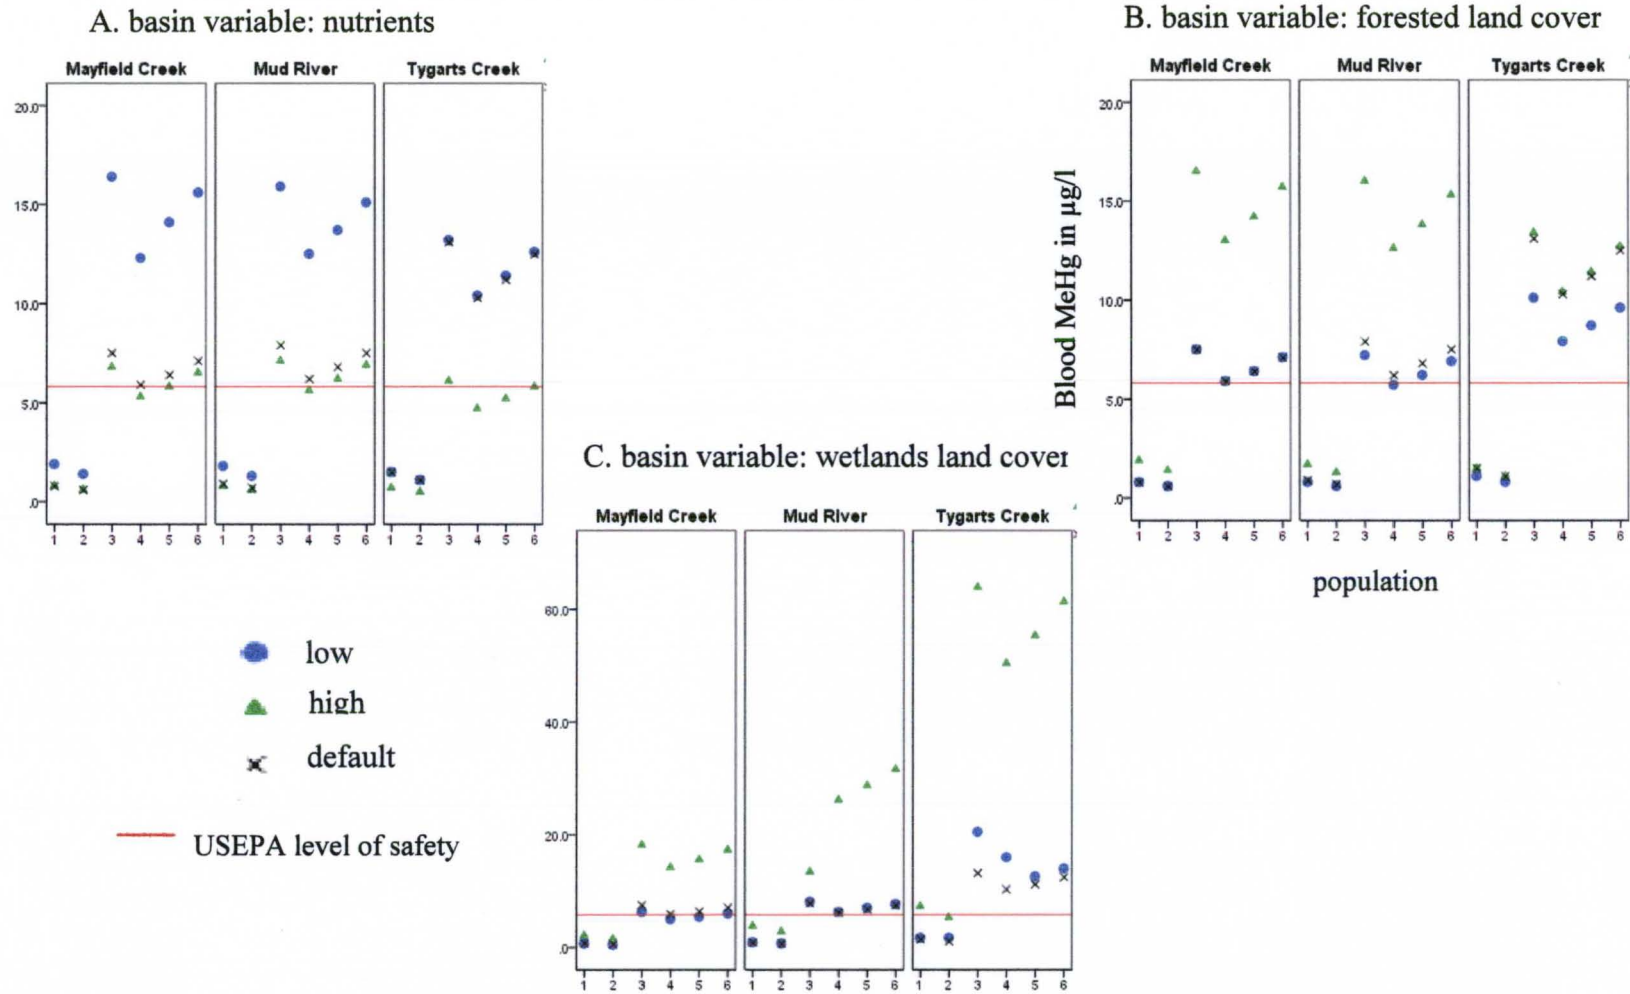 A. basin variable: nutrients
Mayfield Creek Mud River Tygarts Creek
20.0
15.0
10.0
5.0
.0
1 2 3 4 5 6 1 2 3 4 5 6 1 2 3 4 5 6
B. basin variable: forested land cover
Mayfield Creek Mud River Tygarts Creek
Blood MeHg in µg/l
20.0
15.0
10.0
5.0
.0
1 2 3 4 5 6 1 2 3 4 5 6 1 2 3 4 5 6
population
C. basin variable: wetlands land cover
Mayfield Creek Mud River Tygarts Creek
60.0
40.0
20.0
.0
1 2 3 4 5 6 1 2 3 4 5 6 1 2 3 4 5 6
low
high
default
USEPA level of safety